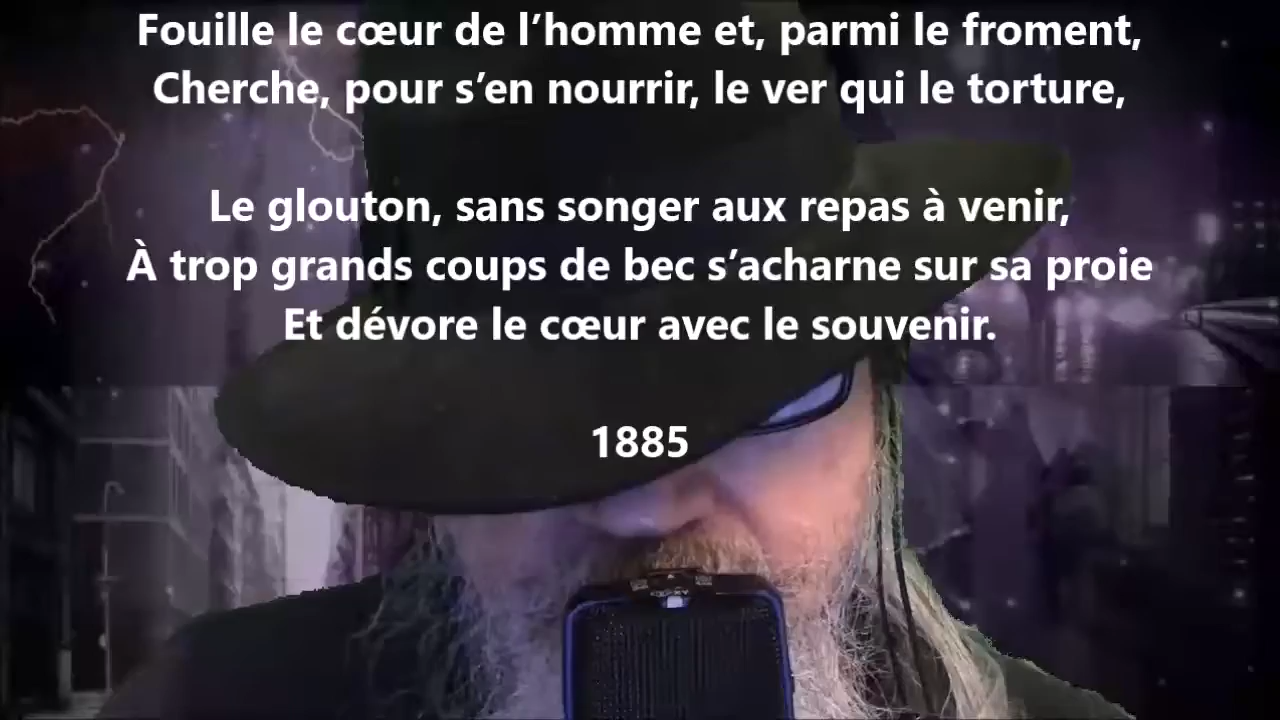 Fouille le cœur de l’homme et, parmi le froment,
Cherche, pour s’en nourrir, le ver qui le torture,
Le glouton, sans songer aux repas à venir,
À trop grands coups de bec s’acharne sur sa proie
Et dévore le cœur avec le souvenir.
1885